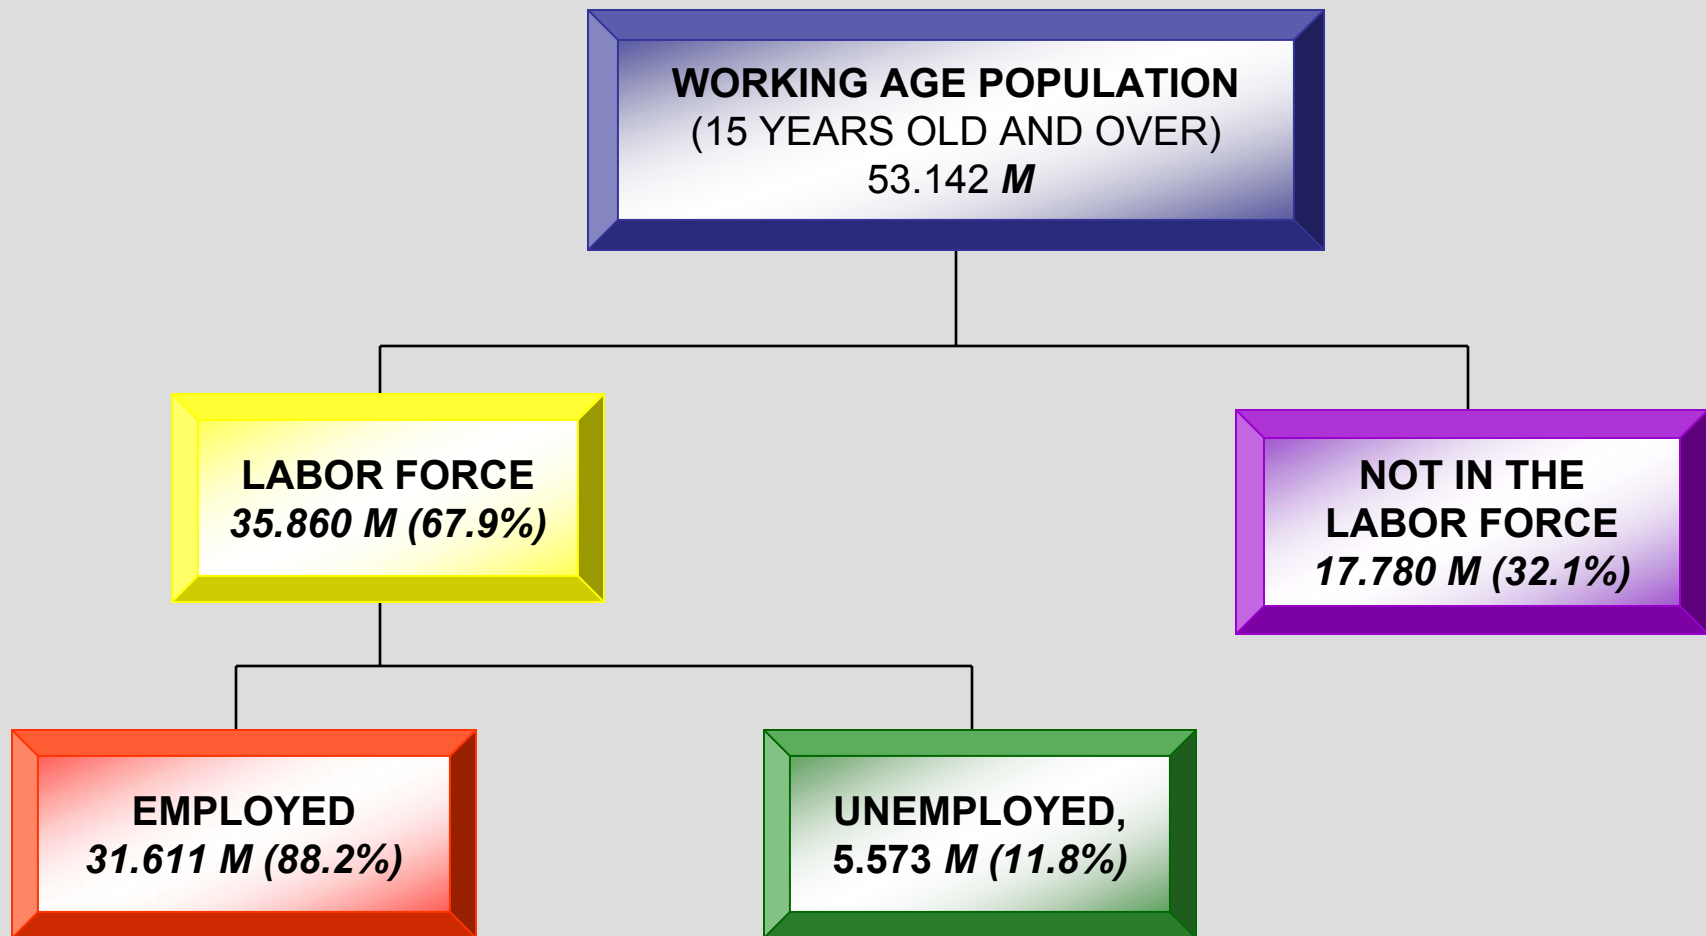 WORKING AGE POPULATION
(15 YEARS OLD AND OVER)
53.142 M
LABOR FORCE
35.860 M (67.9%)
NOT IN THE
LABOR FORCE
17.780 M (32.1%)
EMPLOYED
31.611 M (88.2%)
UNEMPLOYED,
5.573 M (11.8%)